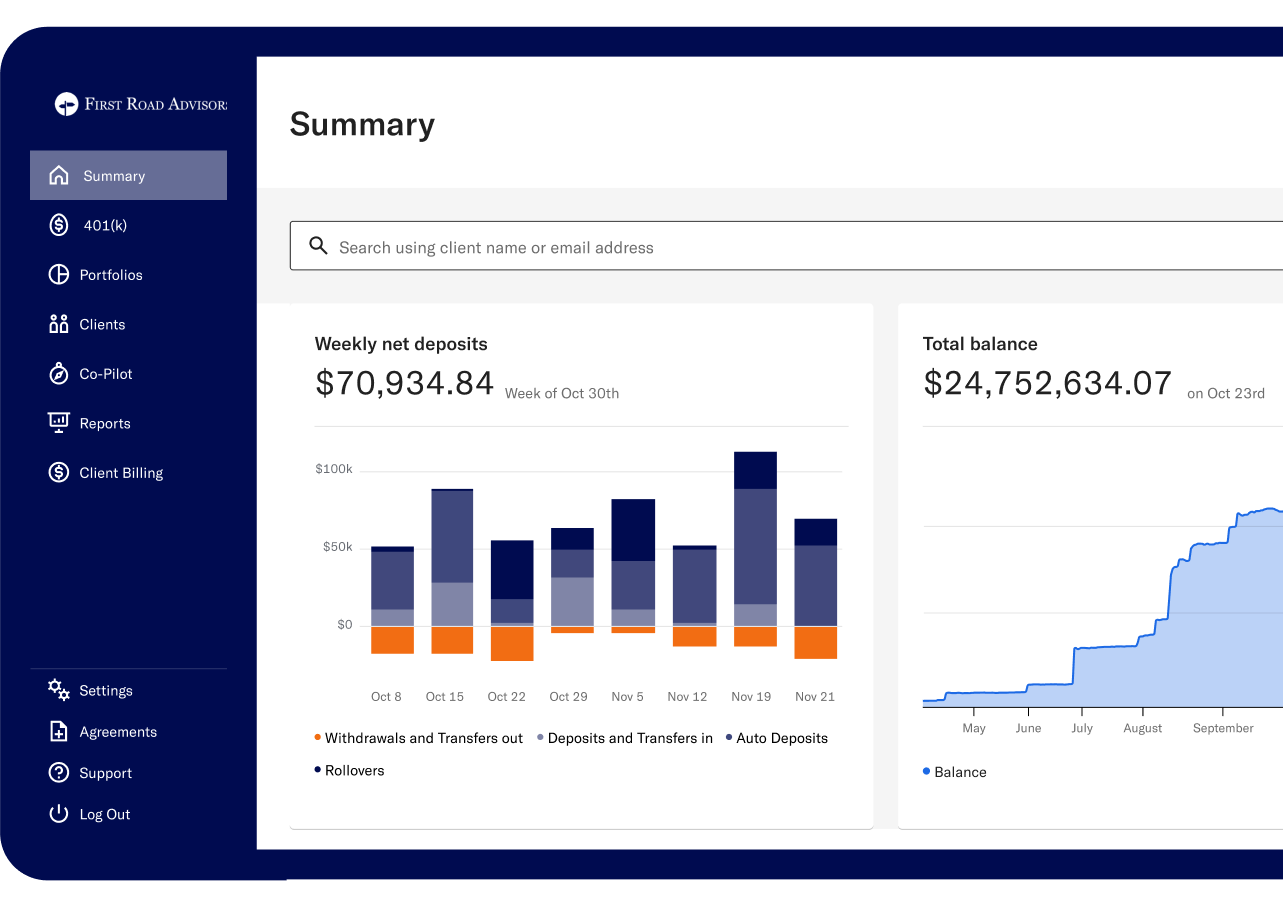 FIRST ROAD ADVISORS
Summary
401(k)
Portfolios
Clients
Co-Pilot
Reports
Client Billing
Settings
Agreements
Support
Log Out
Summary
Search using client name or email address
Weekly net deposits
$70,934.84 Week of Oct 30th
$100k
$50k
$0
Oct 8 Oct 15 Oct 22 Oct 29 Nov 5 Nov 12 Nov 19 Nov 21
Withdrawals and Transfers out Deposits and Transfers in Auto Deposits
Rollovers
Total balance
$24,752,634.07 on Oct 23rd
May June July August September
Balance